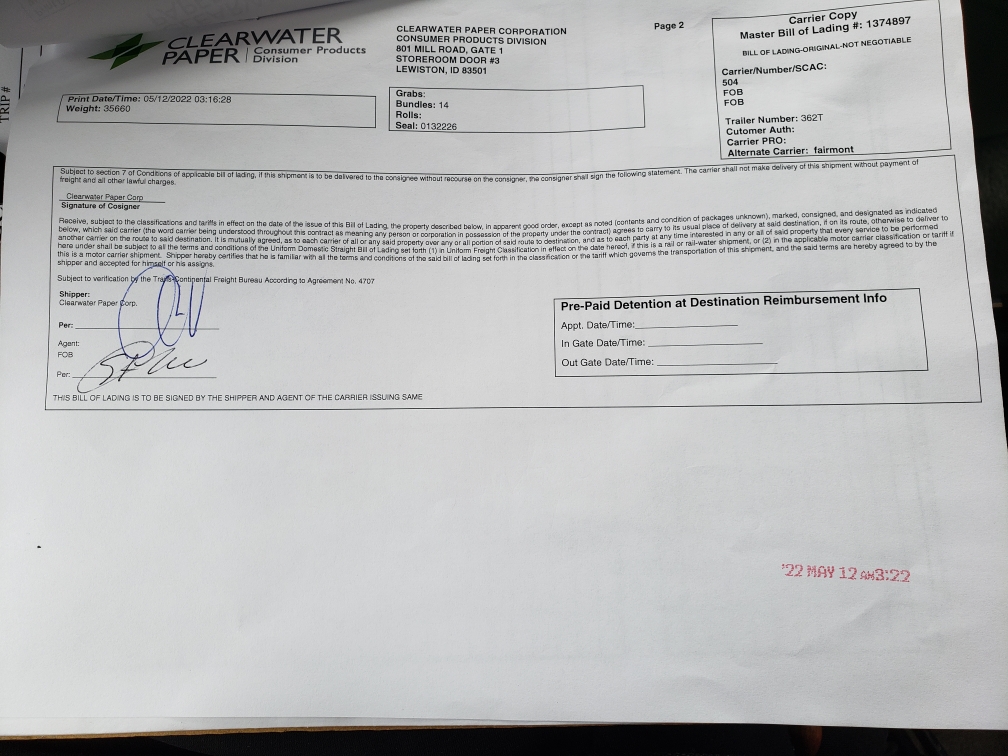 CLEARWATER
PAPER
Consumer Products
Division
CLEARWATER PAPER CORPORATION
CONSUMER PRODUCTS DIVISION
801 MILL ROAD, GATE 1
STOREROOM DOOR #3
LEWISTON, ID 83501
Page 2
Carrier Copy
Master Bill of Lading #: 1374897
BILL OF LADING-ORIGINAL-NOT NEGOTIABLE
Carrier/Number/SCAC:
504
FOB
FOB
Trailer Number: 362T
Cutomer Auth:
Carrier PRO:
Alternate Carrier: fairmont
TRIP #
Print Date/Time: 05/12/2022 03:16:28
Weight: 35660
Grabs:
Bundles: 14
Rolls:
Seal: 0132226
Subject to section 7 of Conditions of applicable bill of lading, if this shipment is to be delivered to the consignee without recourse on the consigner, the consigner shall sign the following statement. The carrier shall not make delivery of this shipment without payment of
freight and all other lawful charges.
Clearwater Paper Corp
Signature of Cosigner
Receive, subject to the classifications and tariffs in effect on the date of the issue of this Bill of Lading, the property described below, in apparent good order, except as noted (contents and condition of packages unknown), marked, consigned, and designated as indicated
below, which said carrier (the word carrier being understood throughout this contract as meaning any person or corporation in possession of the property under the contract) agrees to carry to its usual place of delivery at said destination, if on its route, otherwise to deliver to
another carrier on the route to said destination. It is mutually agreed, as to each carrier of all or any said property over any or all portion of said route to destination, and as to each party at any time interested in any or all of said property that every service to be performed
here under shall be subject to all the terms and conditions of the Uniform Domestic Straight Bill of Lading set forth (1) in Uniform Freight Classification in effect on the date hereof, if this is a rail or rail-water shipment, or (2) in the applicable motor carrier classification or tariff if
this is a motor carrier shipment. Shipper hereby certifies that he is familiar with all the terms and conditions of the said bill of lading set forth in the classification or the tariff which governs the transportation of this shipment, and the said terms are hereby agreed to by the
shipper and accepted for himself or his assigns.
Subject to verification by the Trans-Continental Freight Bureau According to Agreement No. 4707
Shipper:
Clearwater Paper Corp.
Per:
Agent:
FOB
Per:
Pre-Paid Detention at Destination Reimbursement Info
Appt. Date/Time:
In Gate Date/Time:
Out Gate Date/Time:
THIS BILL OF LADING IS TO BE SIGNED BY THE SHIPPER AND AGENT OF THE CARRIER ISSUING SAME
'22 MAY 12 AM3:22